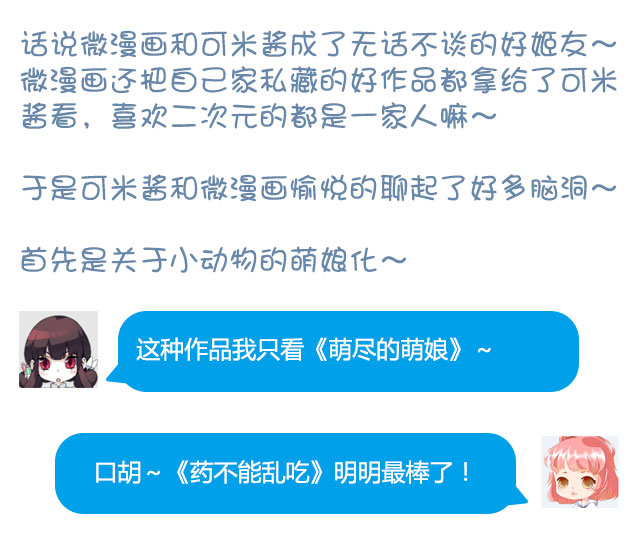 话说微漫画和可米酱成了无话不谈的好姬友～
微漫画还把自己家私藏的好作品都拿给了可米
酱看，喜欢二次元的都是一家人嘛～
于是可米酱和微漫画愉悦的聊起了好多脑洞～
首先是关于小动物的萌娘化～
这种作品我只看《萌尽的萌娘》~
口胡～《药不能乱吃》明明最棒了！